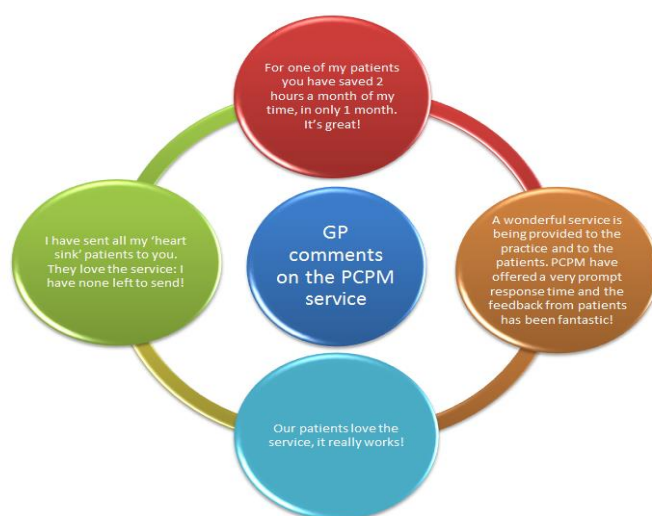 For one of my patients
you have saved 2
hours a month of my
time, in only 1 month.
It's great!
I have sent all my 'heart
sink' patients to you.
They love the service: I
have none left to send!
GP
comments
on the PCPM
service
A wonderful service is
being provided to the
practice and to the
patients. PCPM have
offered a very prompt
response time and the
feedback from patients
has been fantastic!
Our patients love the
service, it really works!